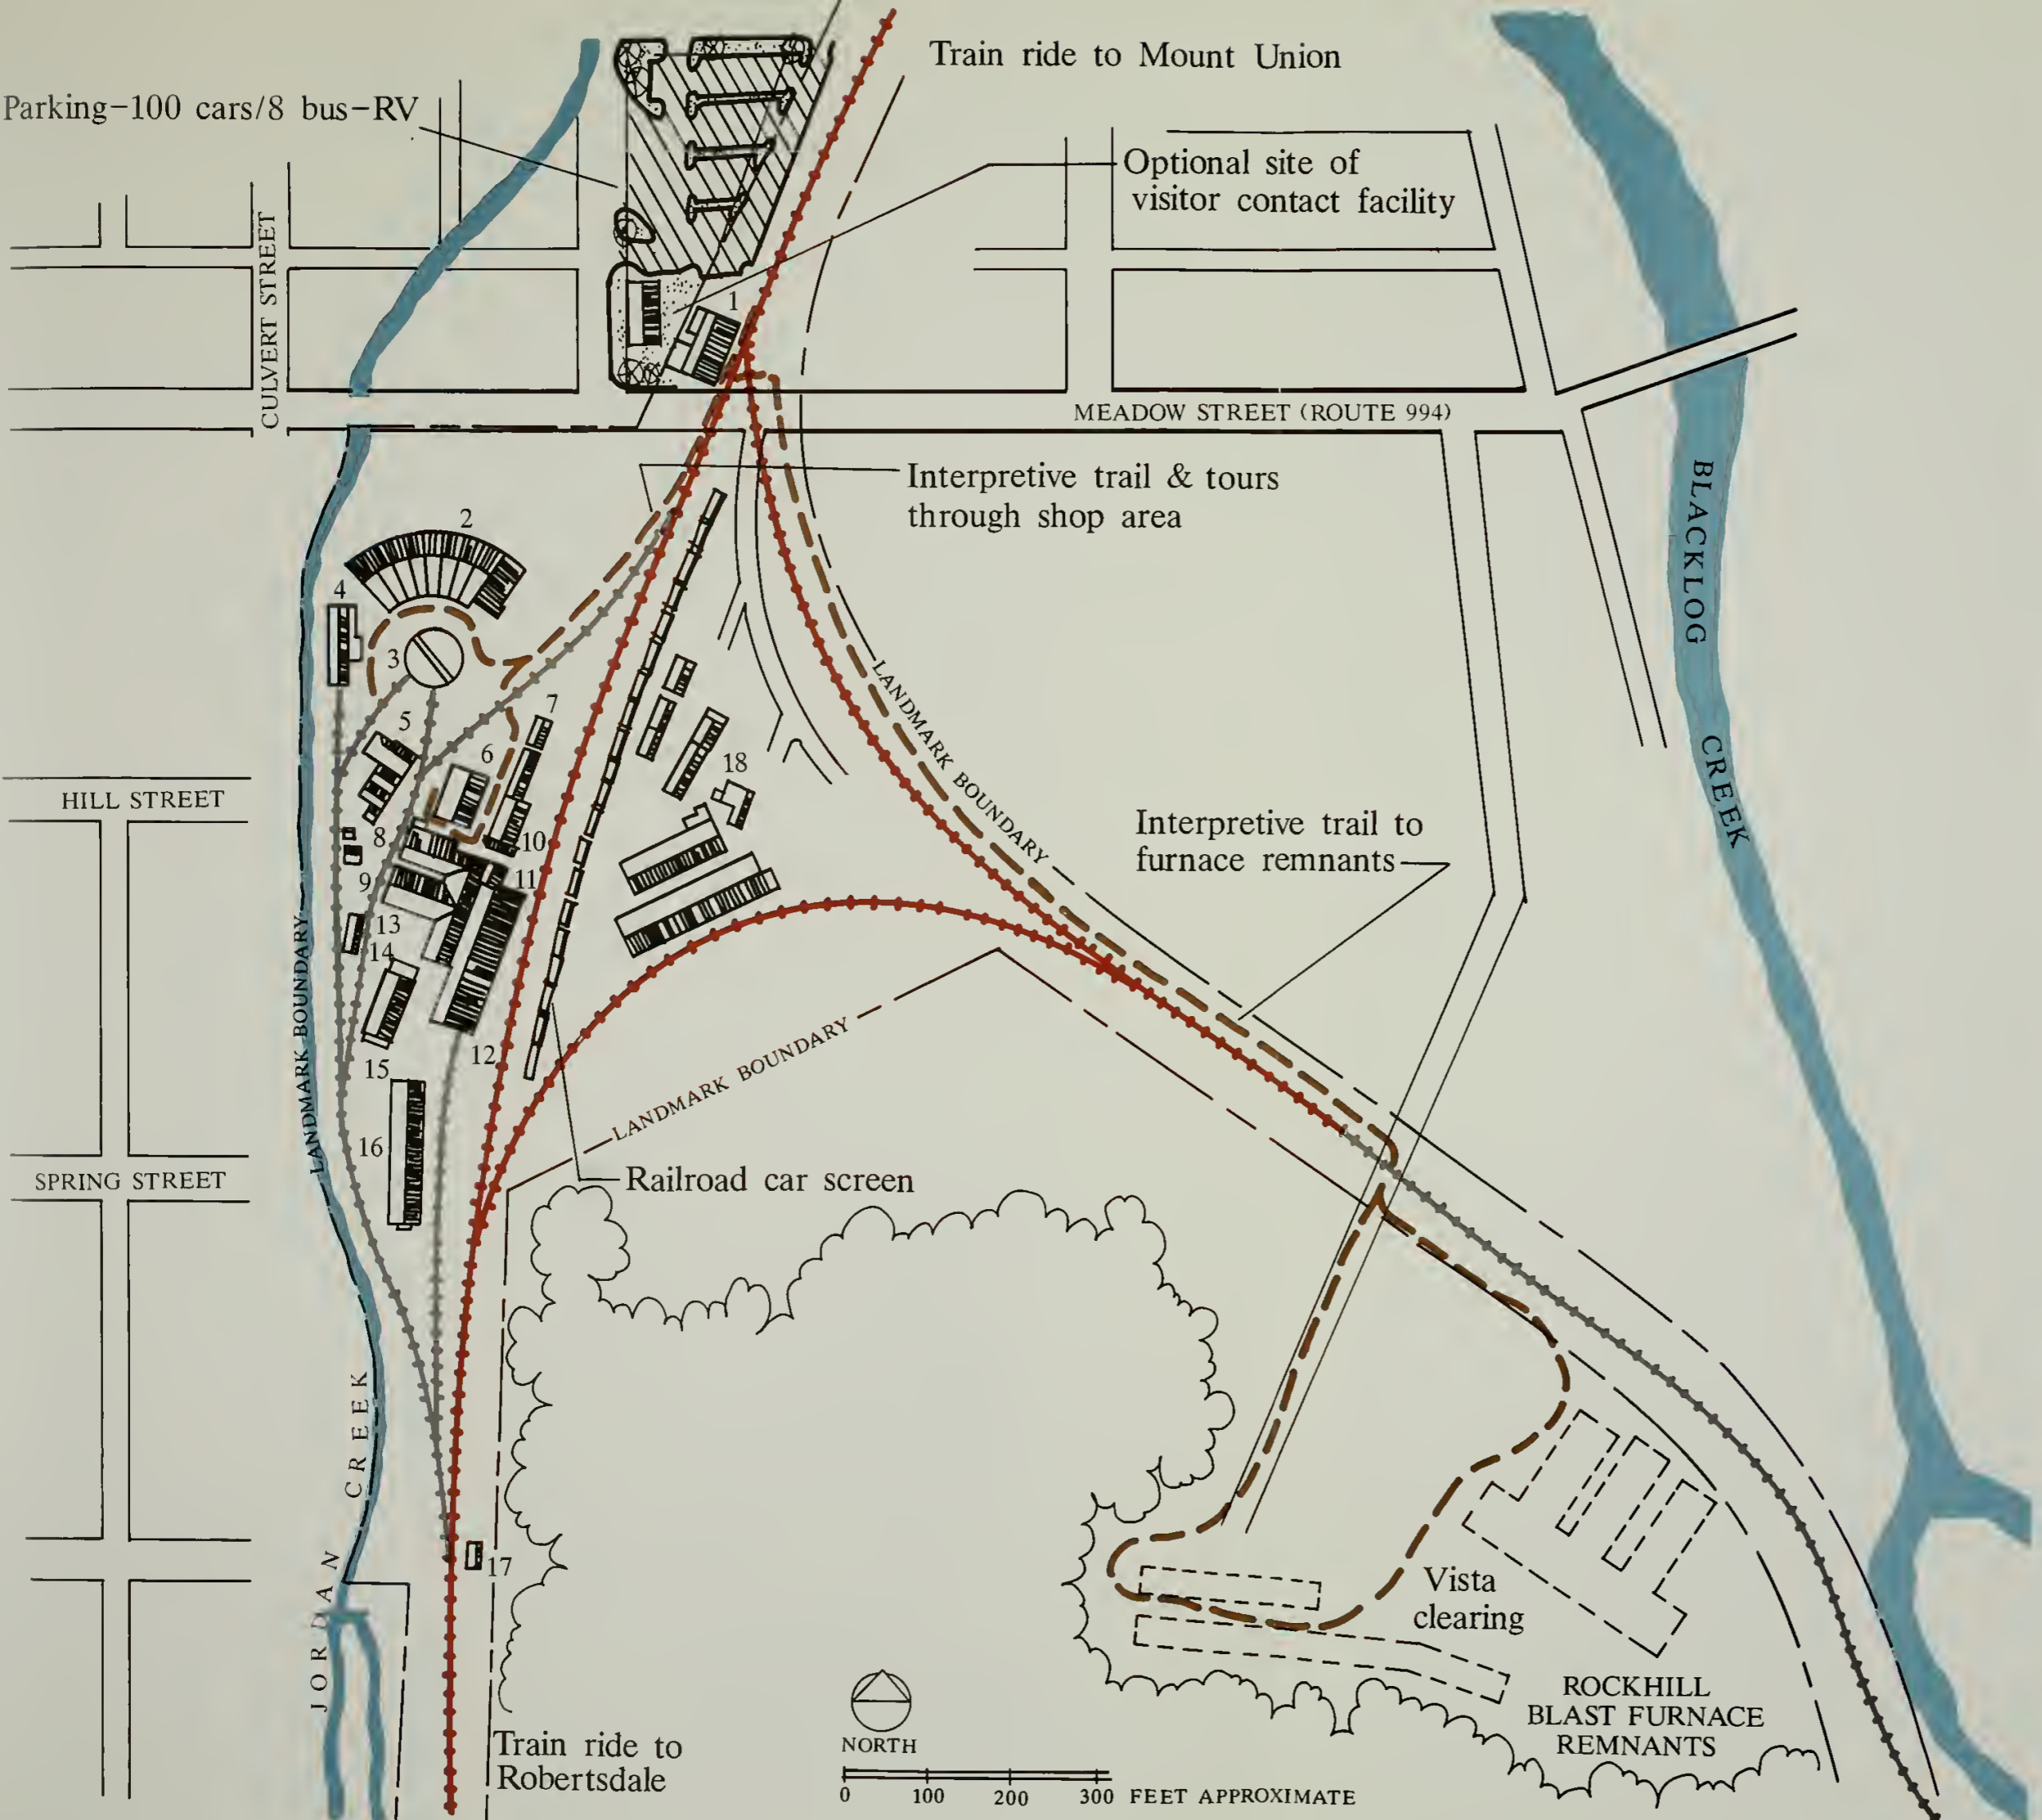 Train ride to Mount Union
Parking–100 cars/8 bus–RV
Optional site of
visitor contact facility
CULVERT STREET
1
MEADOW STREET (ROUTE 994)
Interpretive trail & tours
through shop area
BLACKLOG CREEK
2
4
3
LANDMARK BOUNDARY
5
7
6
18
HILL STREET
8
10
Interpretive trail to
furnace remnants
9
11
13
14
LANDMARK BOUNDARY
12
15
LANDMARK BOUNDARY
16
SPRING STREET
Railroad car screen
JORDAN CREEK
17
Vista
clearing
ROCKHILL
BLAST FURNACE
REMNANTS
Train ride to
Robertsdale
NORTH
0 100 200 300 FEET APPROXIMATE